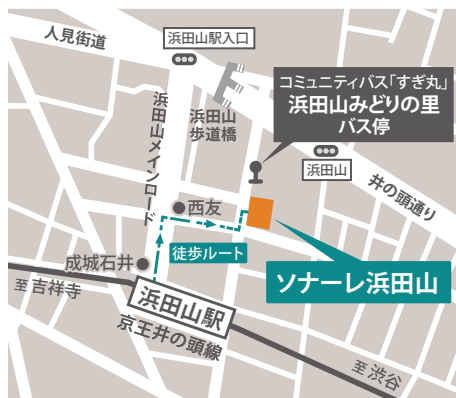 人見街道
浜田山駅入口
コミュニティバス「すぎ丸」
浜田山みどりの里
バス停
浜田山メインロード
浜田山
歩道橋
浜田山
井の頭通り
西友
徒歩ルート
成城石井
ソナーレ浜田山
至吉祥寺
浜田山駅
京王井の頭線
至渋谷